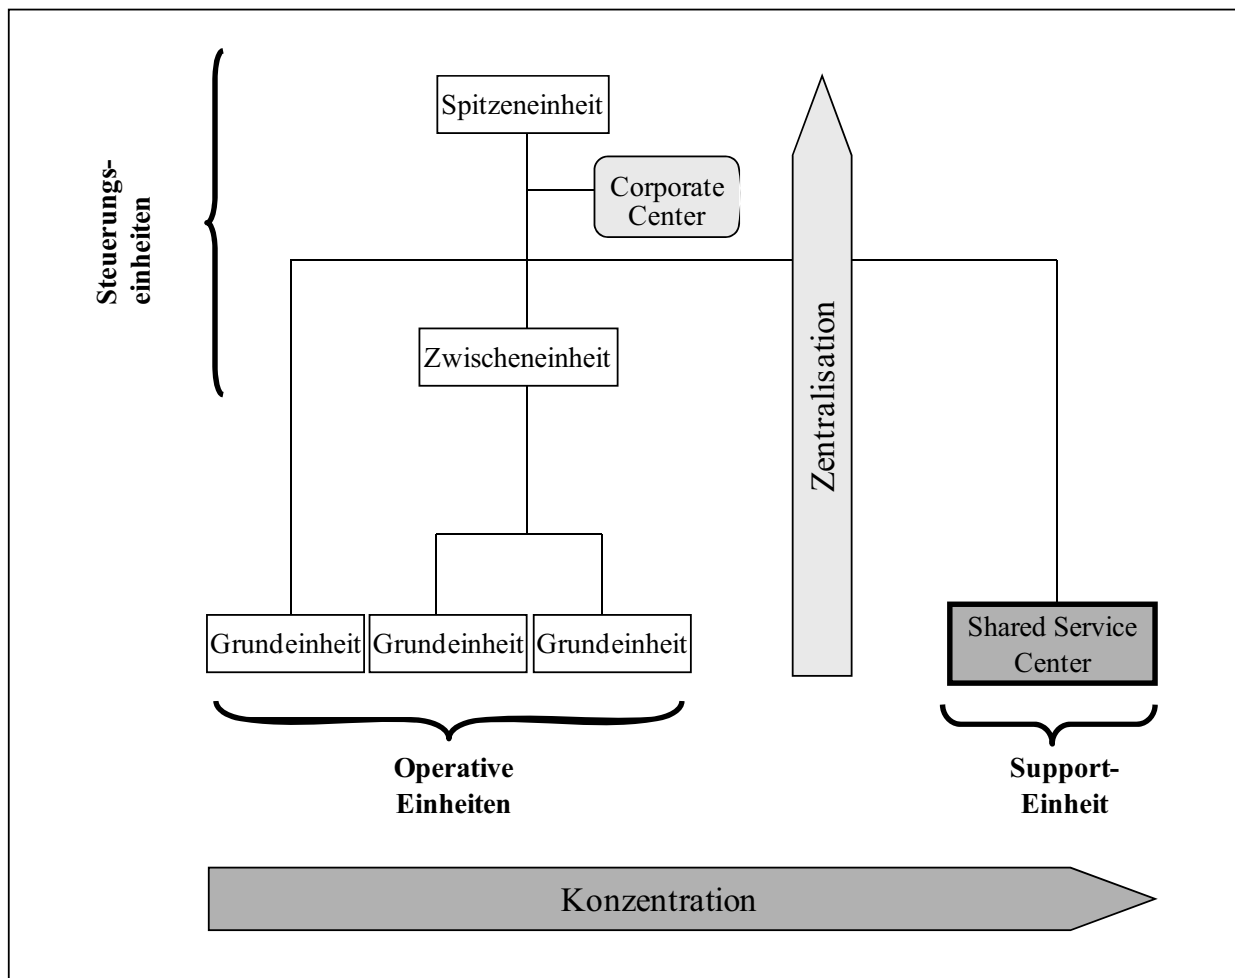 Spitzeneinheit
Corporate
Center
Steuerungs-
einheiten
Zwischeneinheit
Zentralisation
Grundeinheit
Grundeinheit
Grundeinheit
Shared Service
Center
Operative
Einheiten
Support-
Einheit
Konzentration